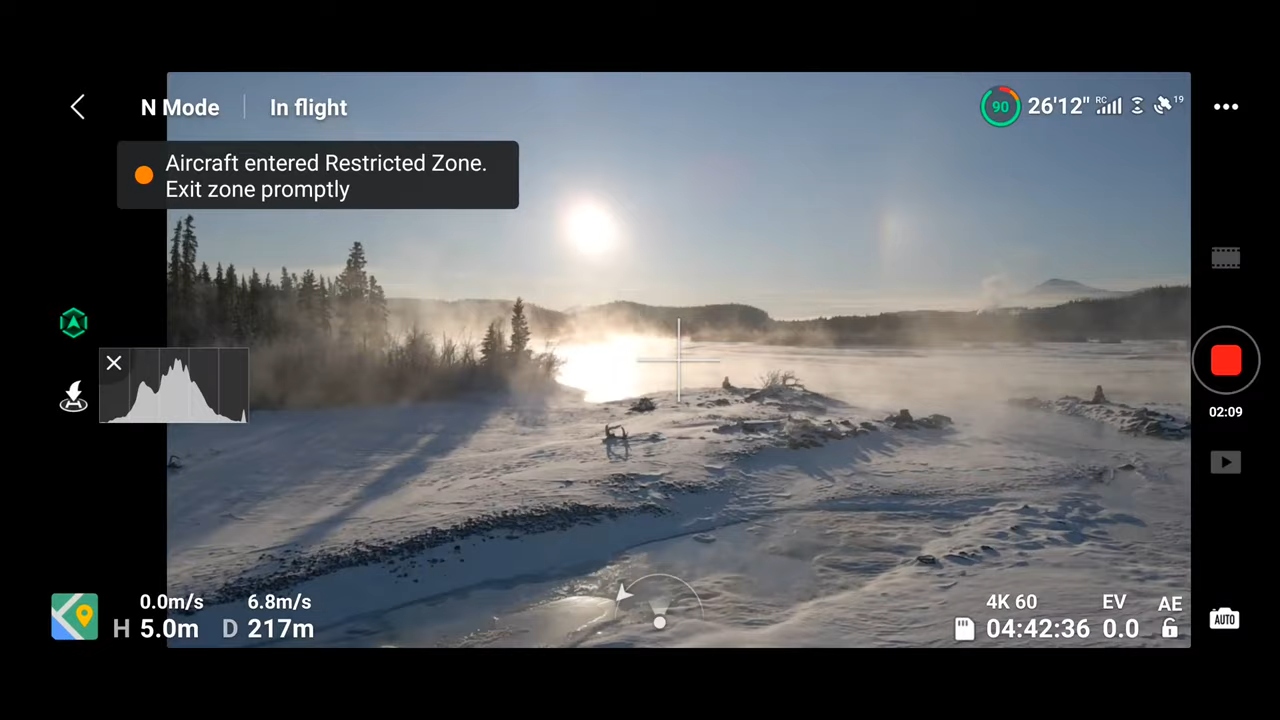 N Mode | In flight
90 26'12" RC 19
Aircraft entered Restricted Zone.
Exit zone promptly
02:09
0.0m/s 6.8m/s
H 5.0m D 217m
4K 60 EV AE
04:42:36 0.0
AUTO